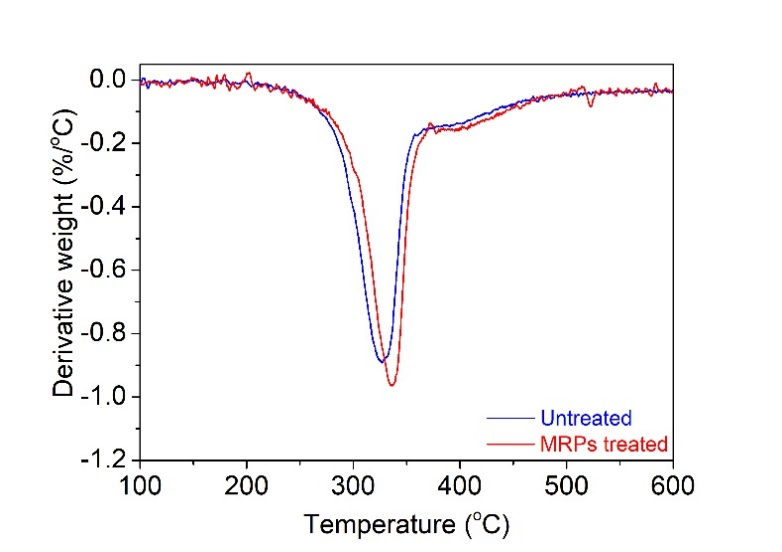 0.0
-0.2
-0.4
-0.6
-0.8
-1.0
-1.2
Derivative weight (%/°C)
Untreated
MRPs treated
100 200 300 400 500 600
Temperature (°C)